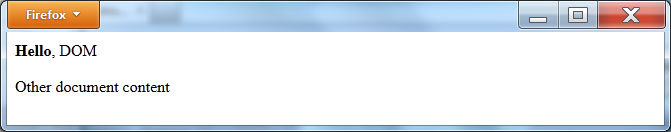 Firefox
Hello, DOM
Other document content